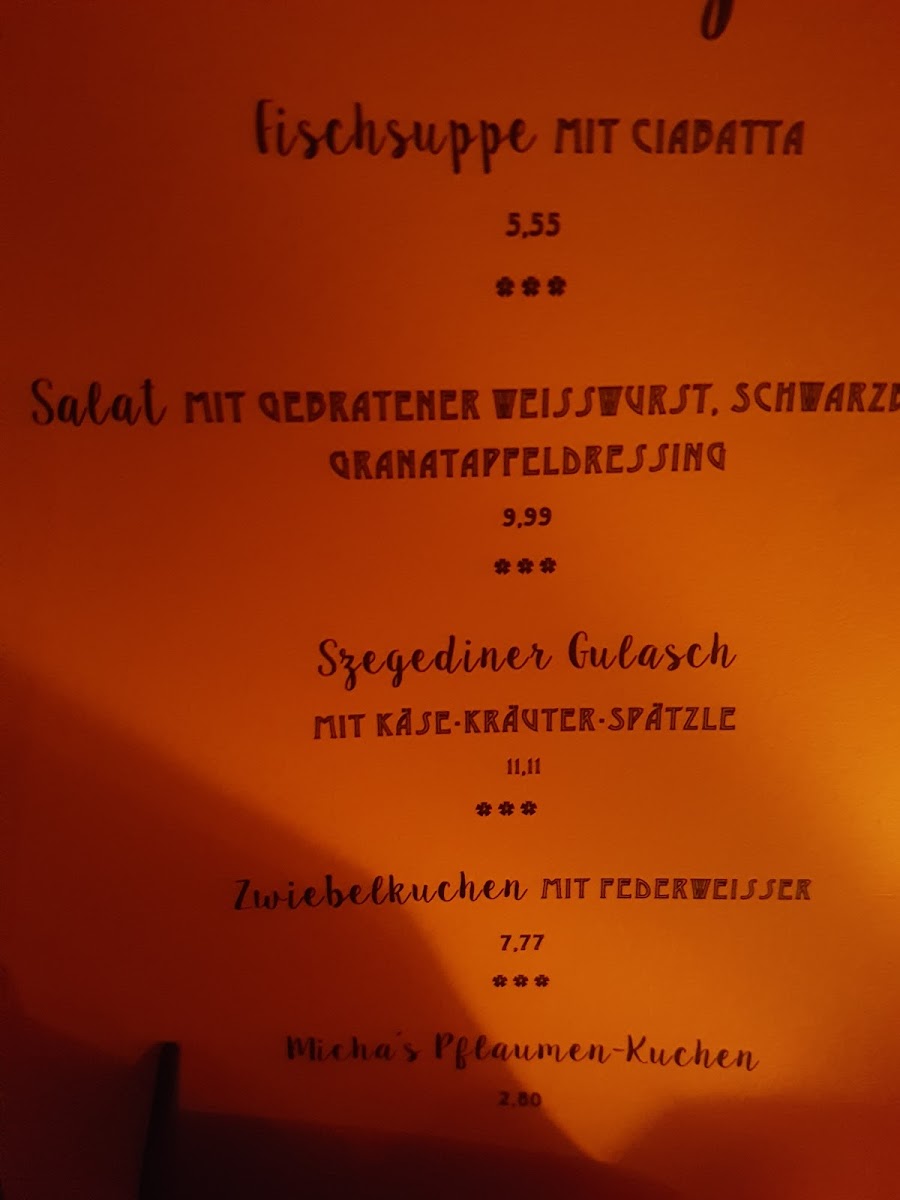 Fischsuppe MIT CIABATTA
5,55
Salat MIT GEBRATENER WEISSWURST,
GRANATAPFELDRESSING
9,99
Szegediner Gulasch
MIT KÄSE-KRÄUTER-SPÄTZLE
11,11
Zwiebelkuchen MIT FEDERWEISSER
7,77
Micha´s Pflaumen-Kuchen
2,80